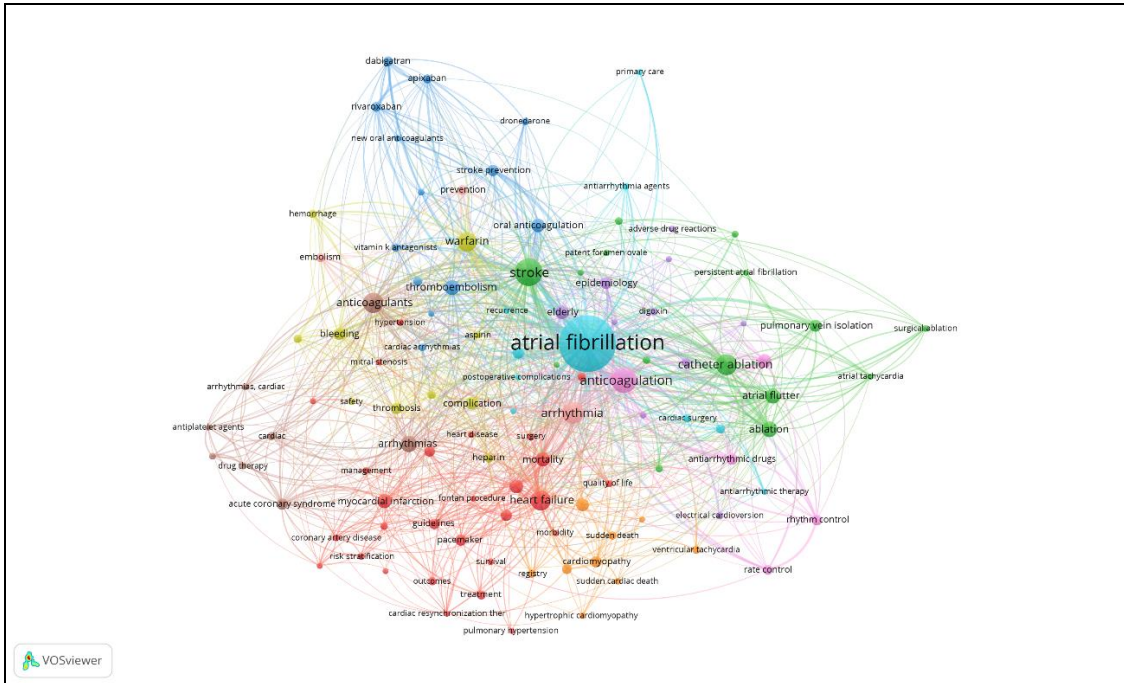 dabigatran
primary care
apixaban
rivaroxaban
dronedarone
new oral anticoagulants
stroke prevention
antiarrhythmia agents
prevention
hemorrhage
oral anticoagulation
adverse drug reactions
warfarin
vitamin k antagonists
patent foramen ovale
embolism
stroke
persistent atrial fibrillation
epidemiology
thromboembolism
anticoagulants
recurrence
elderly
digoxin
hypertension
pulmonary vein isolation
surgical ablation
bleeding
aspirin
atrial fibrillation
cardiac arrhythmias
mitral stenosis
catheter ablation
postoperative complications
anticoagulation
atrial tachycardia
arrhythmias, cardiac
atrial flutter
safety
thrombosis
complication
arrhythmia
cardiac surgery
antiplatelet agents
cardiac
heart disease
surgery
ablation
arrhythmias
drug therapy
heparin
mortality
antiarrhythmic drugs
management
quality of life
antiarrhythmic therapy
acute coronary syndrome
myocardial infarction
fontan procedure
heart failure
electrical cardioversion
rhythm control
guidelines
coronary artery disease
pacemaker
morbidity
sudden death
risk stratification
survival
cardiomyopathy
ventricular tachycardia
rate control
outcomes
registry
sudden cardiac death
treatment
cardiac resynchronization ther
hypertrophic cardiomyopathy
pulmonary hypertension
VOSviewer